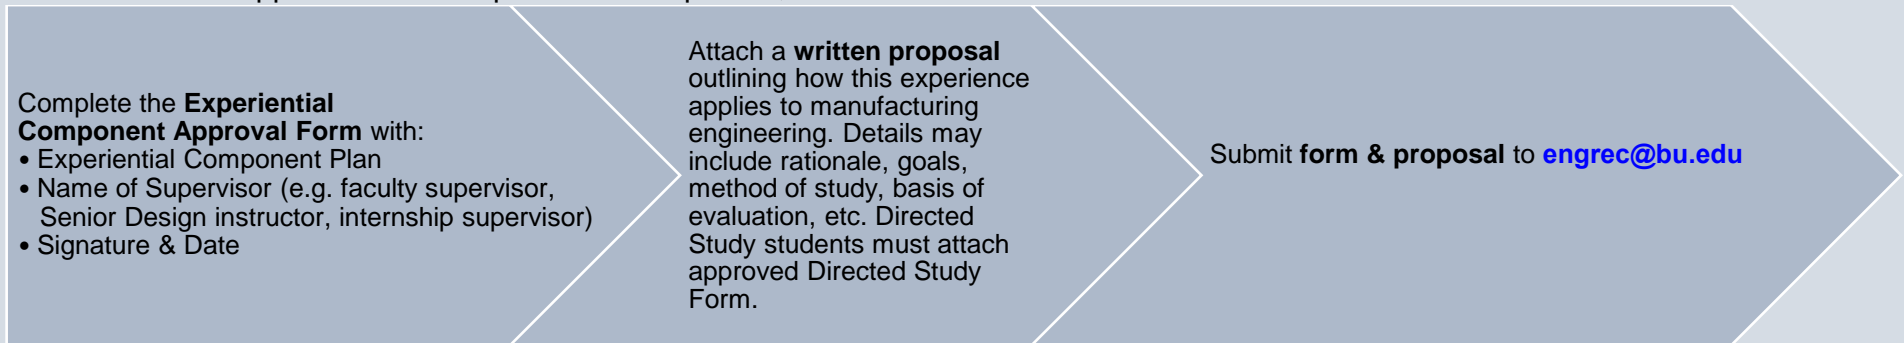 Complete the Experiential
Component Approval Form with:
• Experiential Component Plan
• Name of Supervisor (e.g. faculty supervisor,
Senior Design instructor, internship supervisor)
• Signature & Date
Attach a written proposal
outlining how this experience
applies to manufacturing
engineering. Details may
include rationale, goals,
method of study, basis of
evaluation, etc. Directed
Study students must attach
approved Directed Study
Form.
Submit form & proposal to engrec@bu.edu